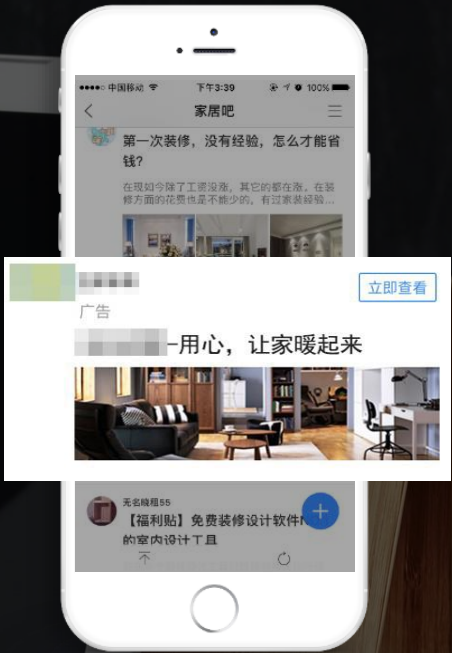 中国移动
下午3:39
100%
家居吧
第一次装修，没有经验，怎么才能省
钱？
在现如今除了工资没涨，其它的都在涨。在装
修方面的花费也是不能少的，有过家装经验...
立即查看
广告
-用心，让家暖起来
无名晓租55
【福利贴】免费装修设计软件
的室内设计工具